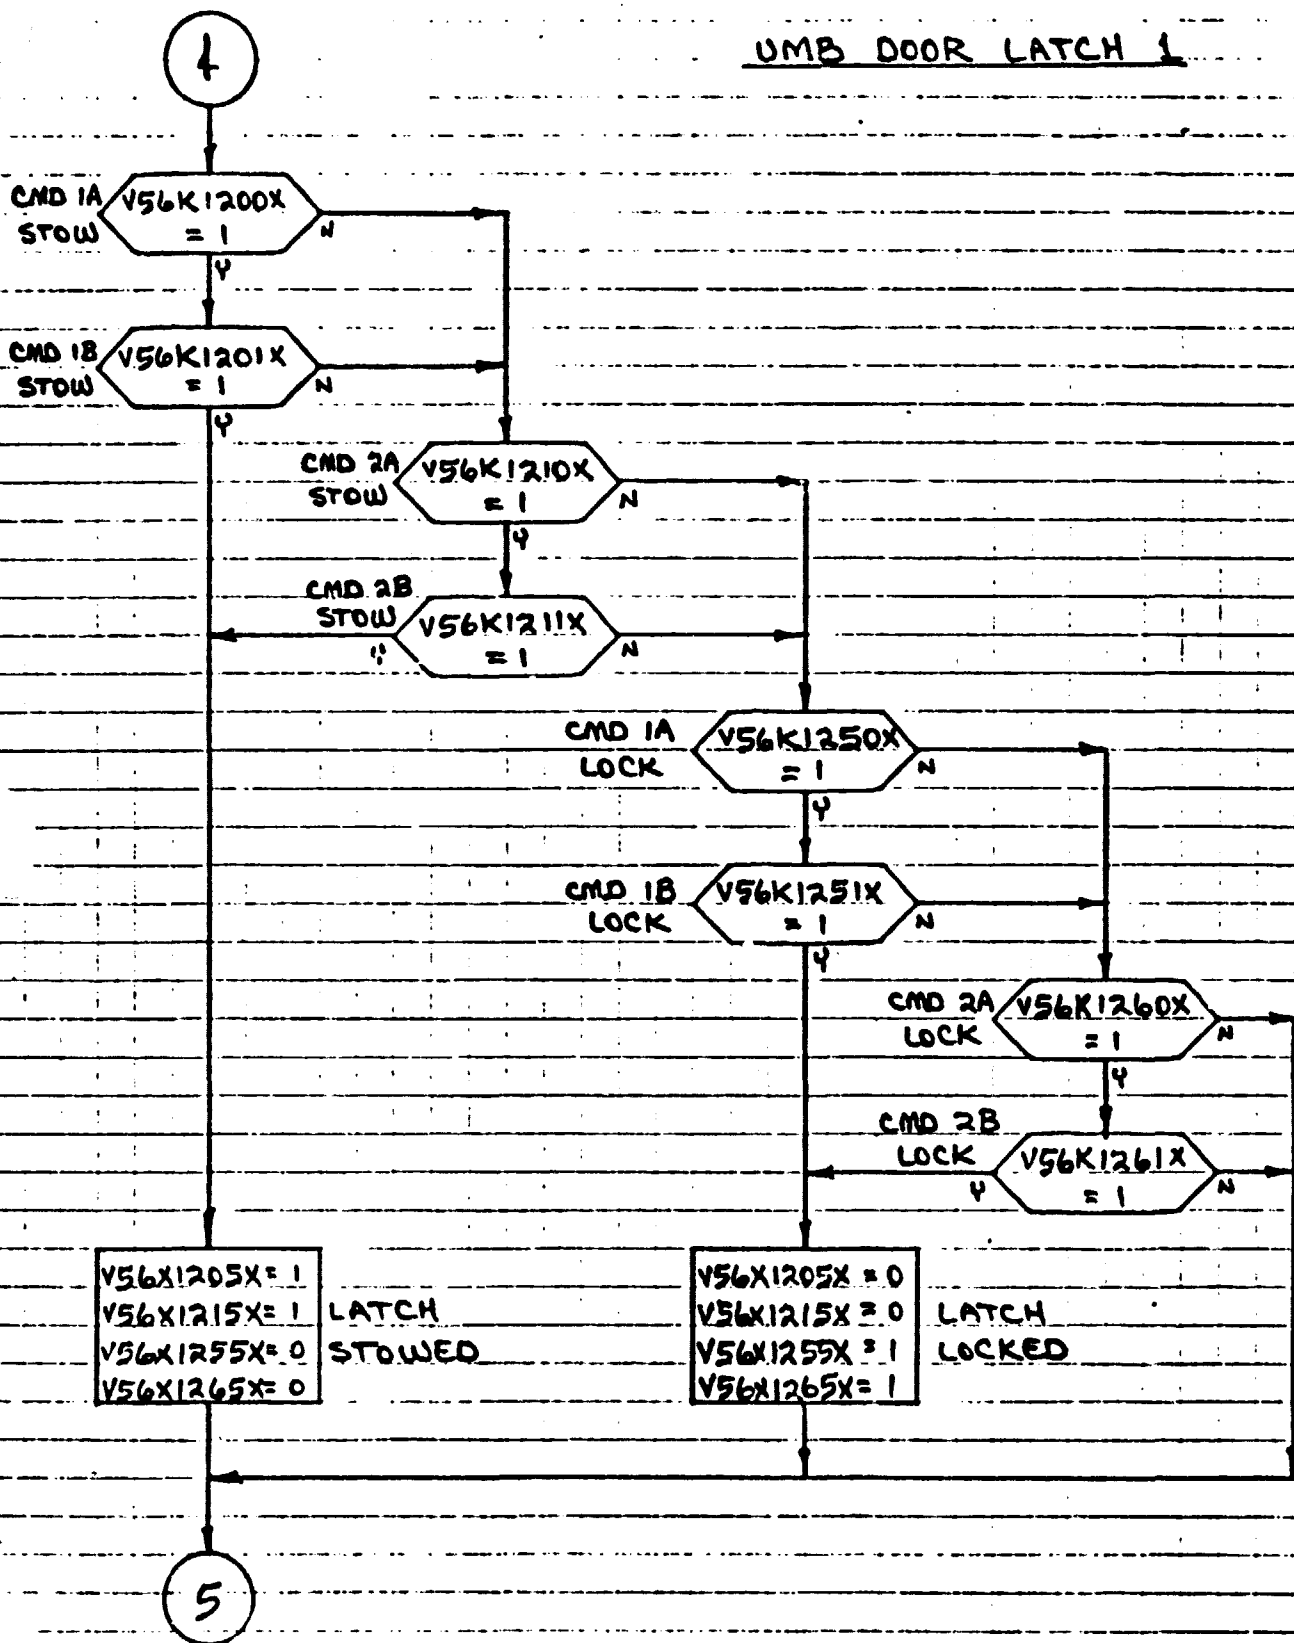 4
UMB DOOR LATCH 1
CMD 1A
STOW
V56K1200X
= 1
N
Y
CMD 1B
STOW
V56K1201X
= 1
N
Y
CMD 2A
STOW
V56K1210X
= 1
N
Y
CMD 2B
STOW
V56K1211X
= 1
N
CMD 1A
LOCK
V56K1250X
= 1
N
Y
CMD 1B
LOCK
V56K1251X
= 1
N
Y
CMD 2A
LOCK
V56K1260X
= 1
N
Y
CMD 2B
LOCK
V56K1261X
= 1
Y
N
V56X1205X= 1
V56X1215X= 1
V56X1255X= 0
V56X1265X= 0
LATCH
STOWED
V56X1205X = 0
V56X1215X = 0
V56X1255X = 1
V56X1265X = 1
LATCH
LOCKED
5